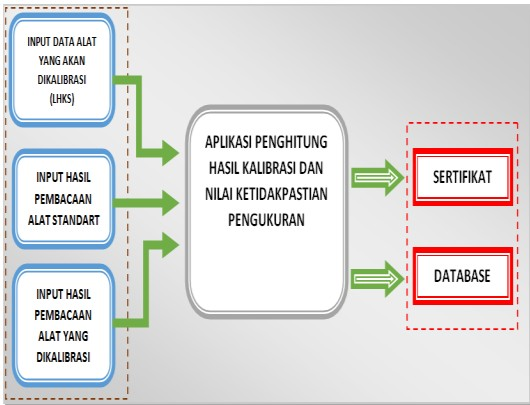 INPUT DATA ALAT
YANG AKAN
DIKALIBRASI
(LHKS)
INPUT HASIL
PEMBACAAN
ALAT STANDART
INPUT HASIL
PEMBACAAN
ALAT YANG
DIKALIBRASI
APLIKASI PENGHITUNG
HASIL KALIBRASI DAN
NILAI KETIDAKPASTIAN
PENGUKURAN
SERTIFIKAT
DATABASE